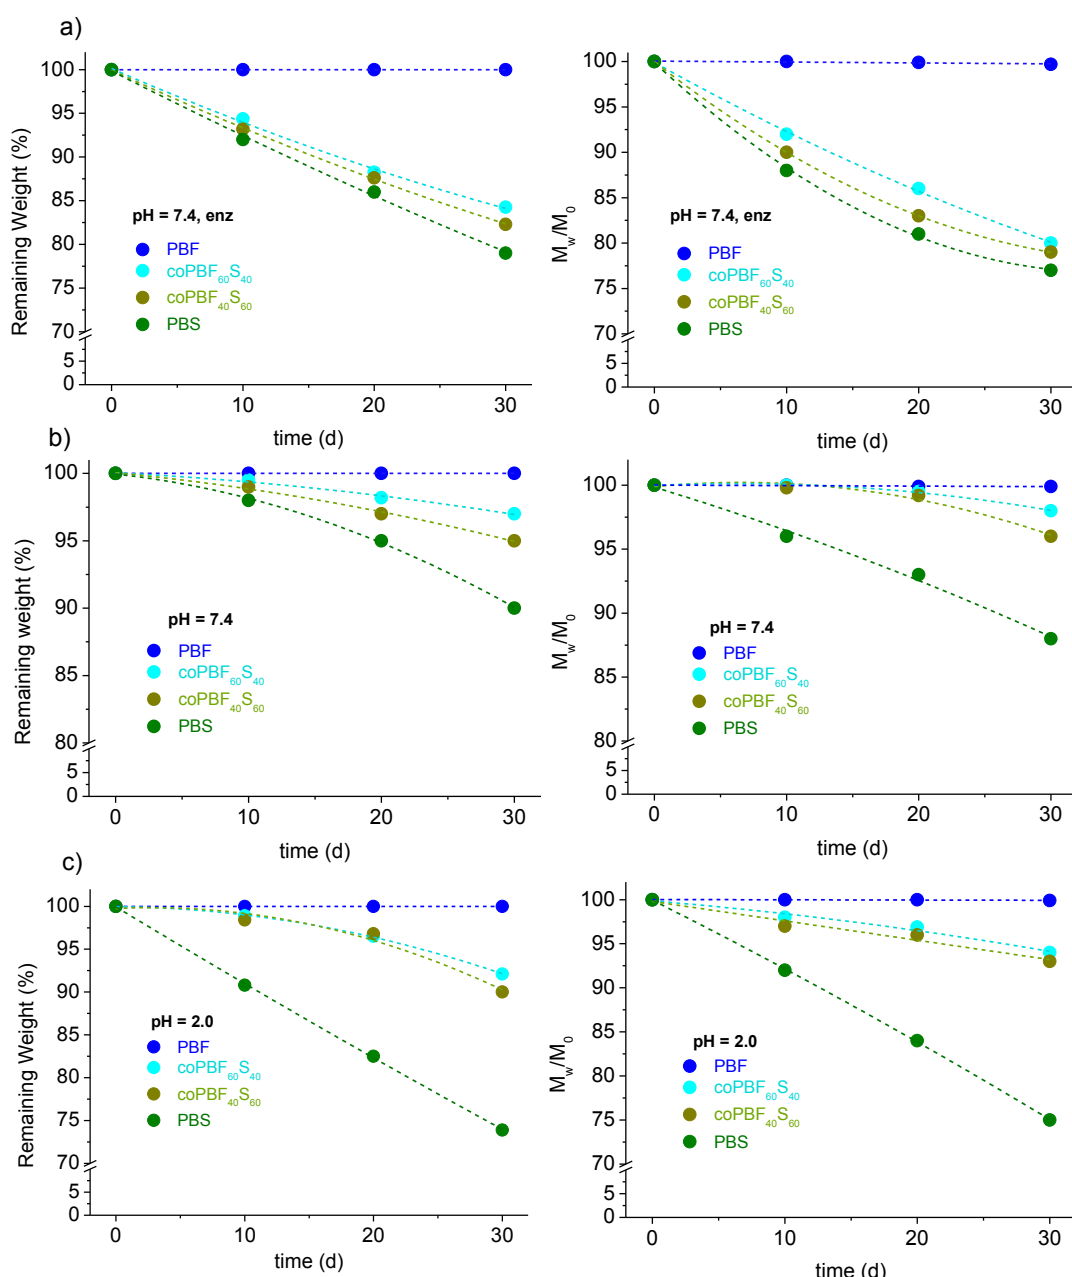 a)
Remaining Weight (%)
100
95
90
85
80
75
70
5
0
pH = 7.4, enz
PBF
coPBF60S40
coPBF40S60
PBS
0 10 20 30
time (d)
Mw/M0
100
95
90
85
80
75
70
5
0
pH = 7.4, enz
PBF
coPBF60S40
coPBF40S60
PBS
0 10 20 30
time (d)
b)
Remaining weight (%)
100
95
90
85
80
5
0
pH = 7.4
PBF
coPBF60S40
coPBF40S60
PBS
0 10 20 30
time (d)
Mw/M0
100
95
90
85
80
5
0
pH = 7.4
PBF
coPBF60S40
coPBF40S60
PBS
0 10 20 30
time (d)
c)
Remaining Weight (%)
100
95
90
85
80
75
70
5
0
pH = 2.0
PBF
coPBF60S40
coPBF40S60
PBS
0 10 20 30
time (d)
Mw/M0
100
95
90
85
80
75
70
5
0
pH = 2.0
PBF
coPBF60S40
coPBF40S60
PBS
0 10 20 30
time (d)